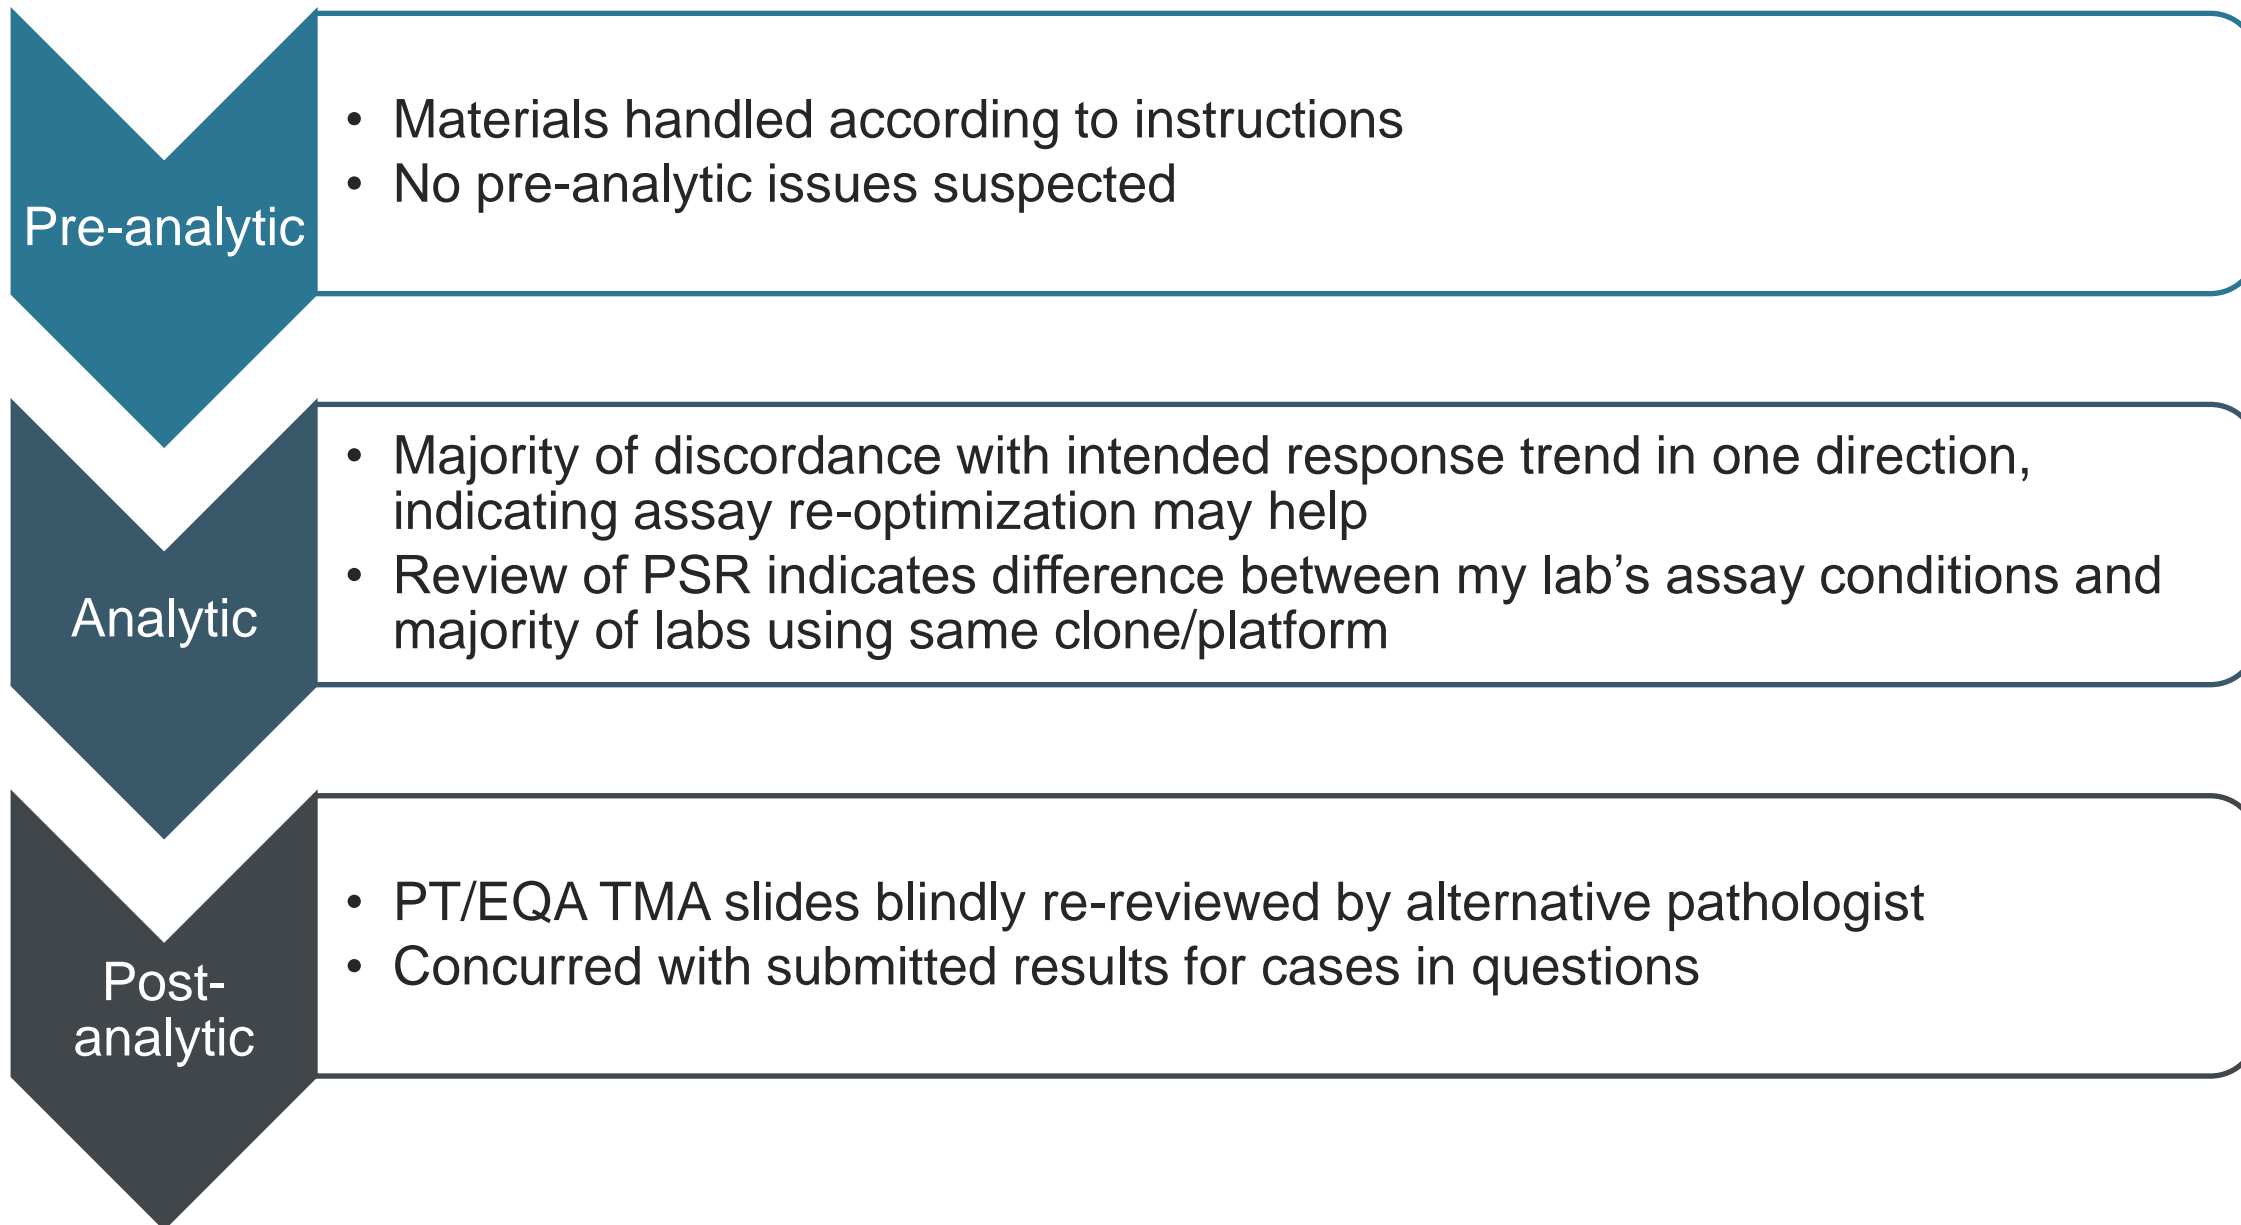 Pre-analytic
• Materials handled according to instructions
• No pre-analytic issues suspected
Analytic
• Majority of discordance with intended response trend in one direction,
indicating assay re-optimization may help
• Review of PSR indicates difference between my lab's assay conditions and
majority of labs using same clone/platform
Post-
analytic
• PT/EQA TMA slides blindly re-reviewed by alternative pathologist
• Concurred with submitted results for cases in questions